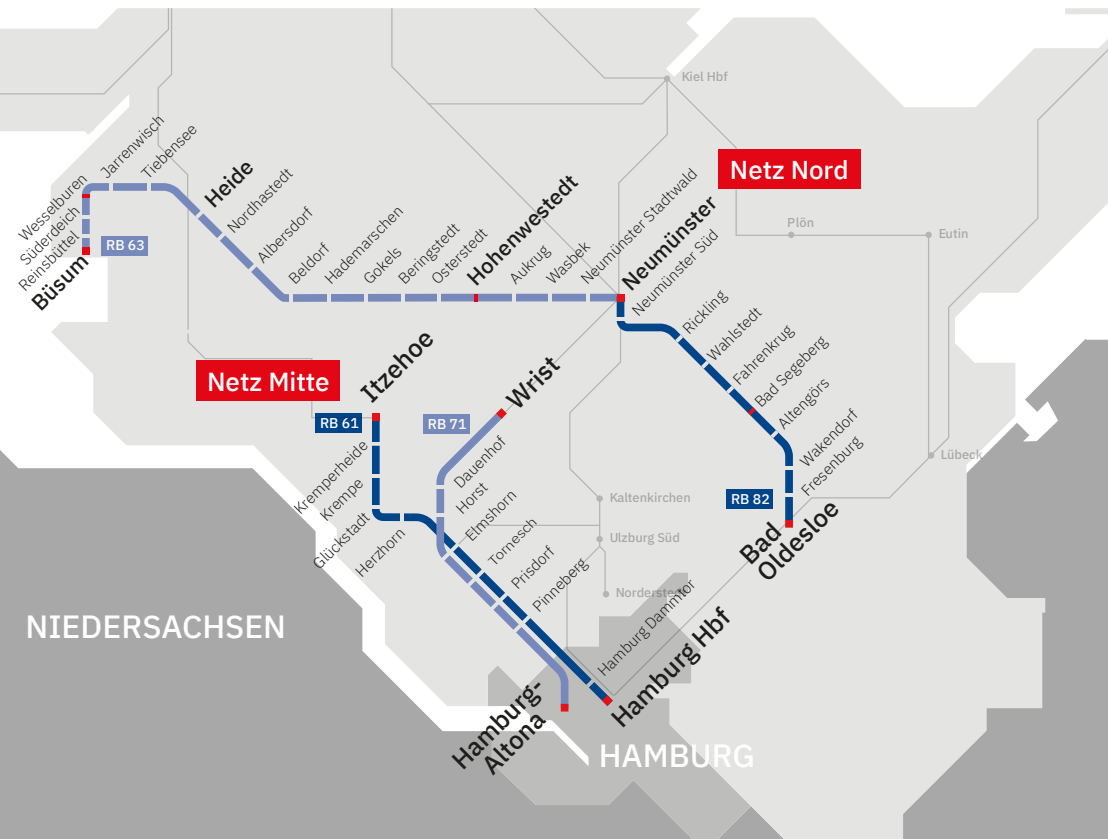 Kiel Hbf
Netz Nord
Plön
Eutin
Lübeck
Kaltenkirchen
Ulzburg Süd
Norderstedt
Wesselburen
Süderdeich
Reinsbüttel
Büsum
RB 63
Jarrenwisch
Tiebensee
Heide
Nordhastedt
Albersdorf
Beldorf
Hademarschen
Gokels
Beringstedt
Osterstedt
Hohenwestedt
Aukrug
Wasbek
Neumünster Stadtwald
Neumünster
Neumünster Süd
Rickling
Wahlstedt
Fahrenkrug
Bad Segeberg
Altengörs
Wakendorf
Fresenburg
RB 82
Bad
Oldesloe
Netz Mitte
Itzehoe
RB 61
Kremperheide
Krempe
Glückstadt
Herzhorn
RB 71
Wrist
Dauenhof
Horst
Elmshorn
Tornesch
Prisdorf
Pinneberg
Hamburg Dammtor
Hamburg Hbf
Hamburg-
Altona
NIEDERSACHSEN
HAMBURG